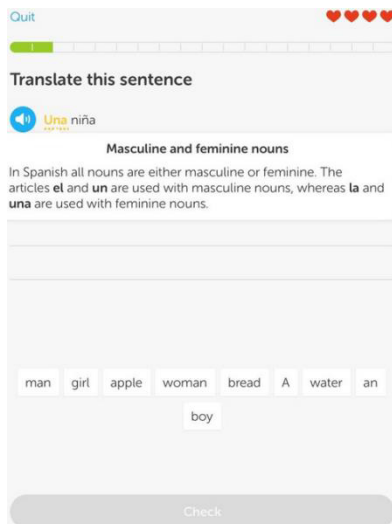 Quit
Translate this sentence
Una niña
Masculine and feminine nouns
In Spanish all nouns are either masculine or feminine. The
articles el and un are used with masculine nouns, whereas la and
una are used with feminine nouns.
man girl apple woman bread A water an
boy
Check